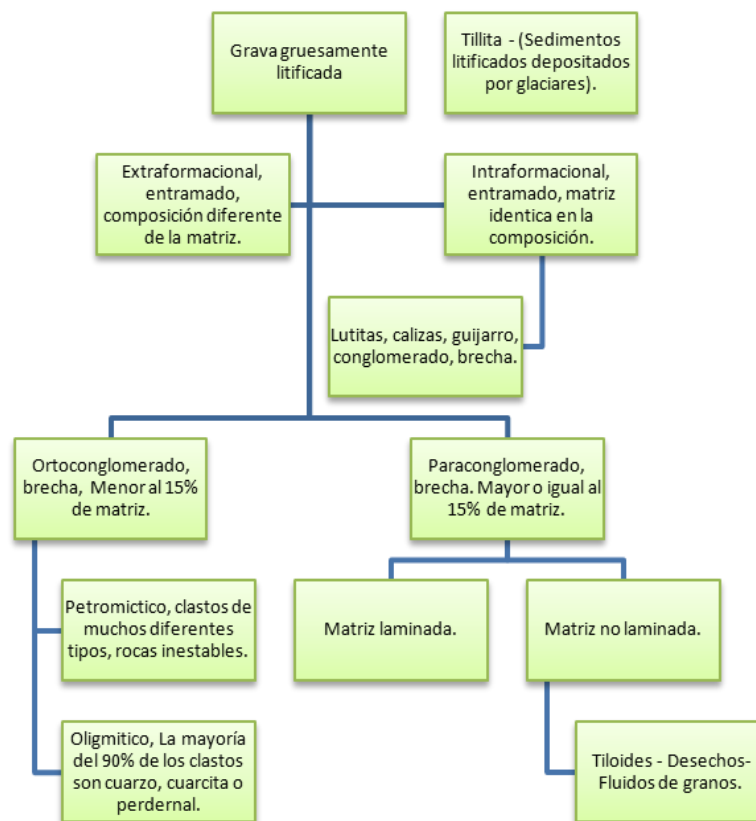 Grava gruesamente
litificada
Tillita - (Sedimentos
litificados depositados
por glaciares).
Extraformacional,
entramado,
composición diferente
de la matriz.
Intraformacional,
entramado, matriz
identica en la
composición.
Lutitas, calizas, guijarro,
conglomerado, brecha.
Ortoconglomerado,
brecha, Menor al 15%
de matriz.
Paraconglomerado,
brecha. Mayor o igual al
15% de matriz.
Petromictico, clastos de
muchos diferentes
tipos, rocas inestables.
Matriz laminada.
Matriz no laminada.
Oligmitico, La mayoría
del 90% de los clastos
son cuarzo, cuarcita o
perdernal.
Tiloides - Desechos-
Fluidos de granos.